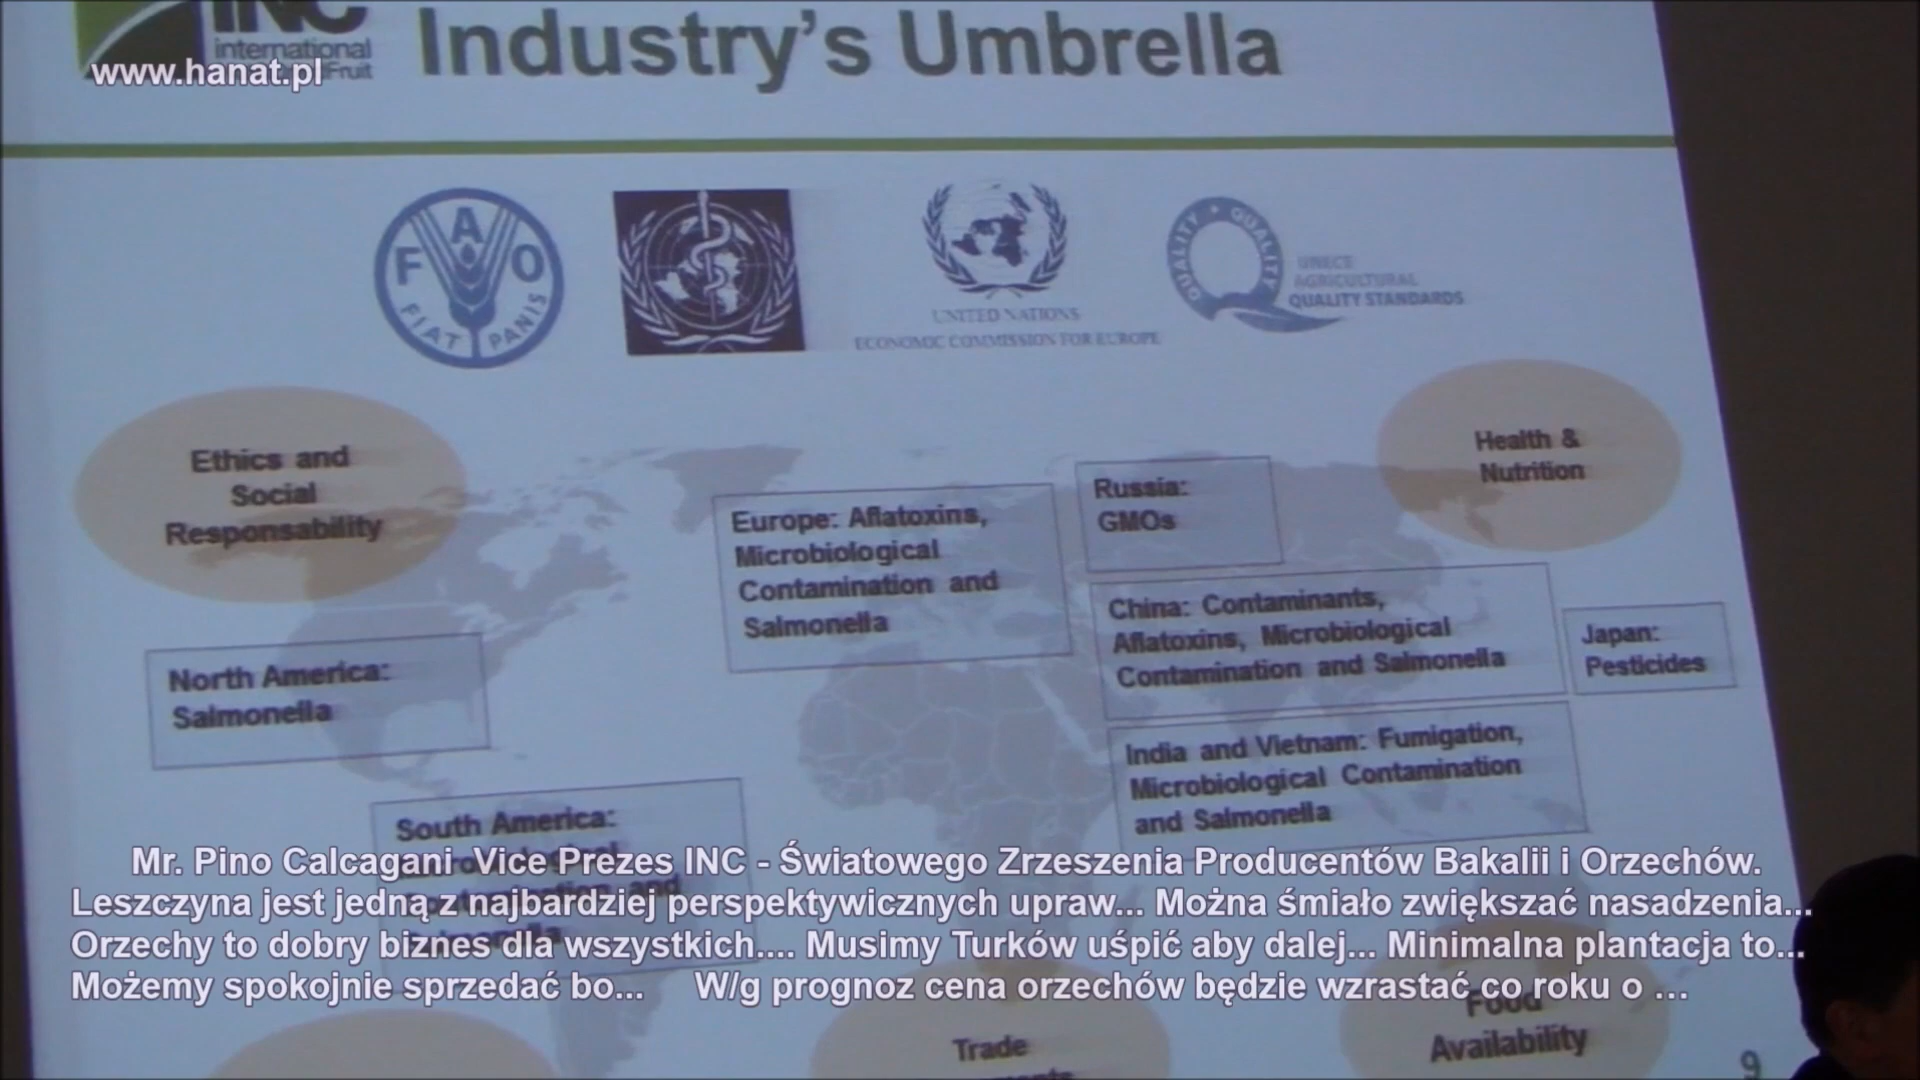 INC
international
Fruit
www.hanat.pl
Industry's Umbrella
F A O
FIAT PANIS
UNITED NATIONS
ECONOMIC COMMISSION FOR EUROPE
QUALITY • QUALITY
UNECE
AGRICULTURAL
QUALITY STANDARDS
Ethics and
Social
Responsability
Health &
Nutrition
Europe: Aflatoxins,
Microbiological
Contamination and
Salmonella
Russia:
GMOs
China: Contaminants,
Aflatoxins, Microbiological
Contamination and Salmonella
Japan:
Pesticides
North America:
Salmonella
India and Vietnam: Fumigation,
Microbiological Contamination
and Salmonella
South America:
Mr. Pino Calcagani Vice Prezes INC - Światowego Zrzeszenia Producentów Bakalii i Orzechów.
Leszczyna jest jedną z najbardziej perspektywicznych upraw... Można śmiało zwiększać nasadzenia...
Orzechy to dobry biznes dla wszystkich.... Musimy Turków uśpić aby dalej... Minimalna plantacja to...
Możemy spokojnie sprzedać bo... W/g prognoz cena orzechów będzie wzrastać co roku o ...
Food
Availability
Trade
9